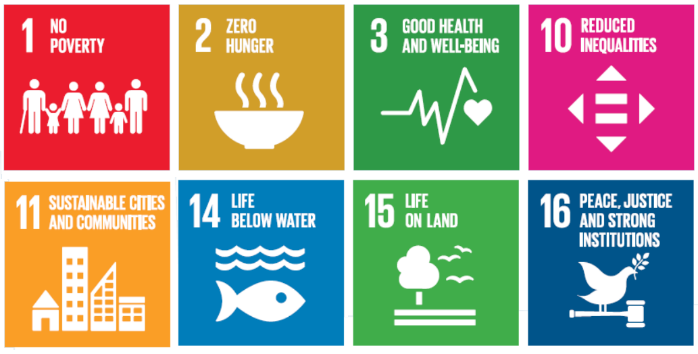 1 NO
POVERTY
2 ZERO
HUNGER
3 GOOD HEALTH
AND WELL-BEING
10 REDUCED
INEQUALITIES
11 SUSTAINABLE CITIES
AND COMMUNITIES
14 LIFE
BELOW WATER
15 LIFE
ON LAND
16 PEACE, JUSTICE
AND STRONG
INSTITUTIONS